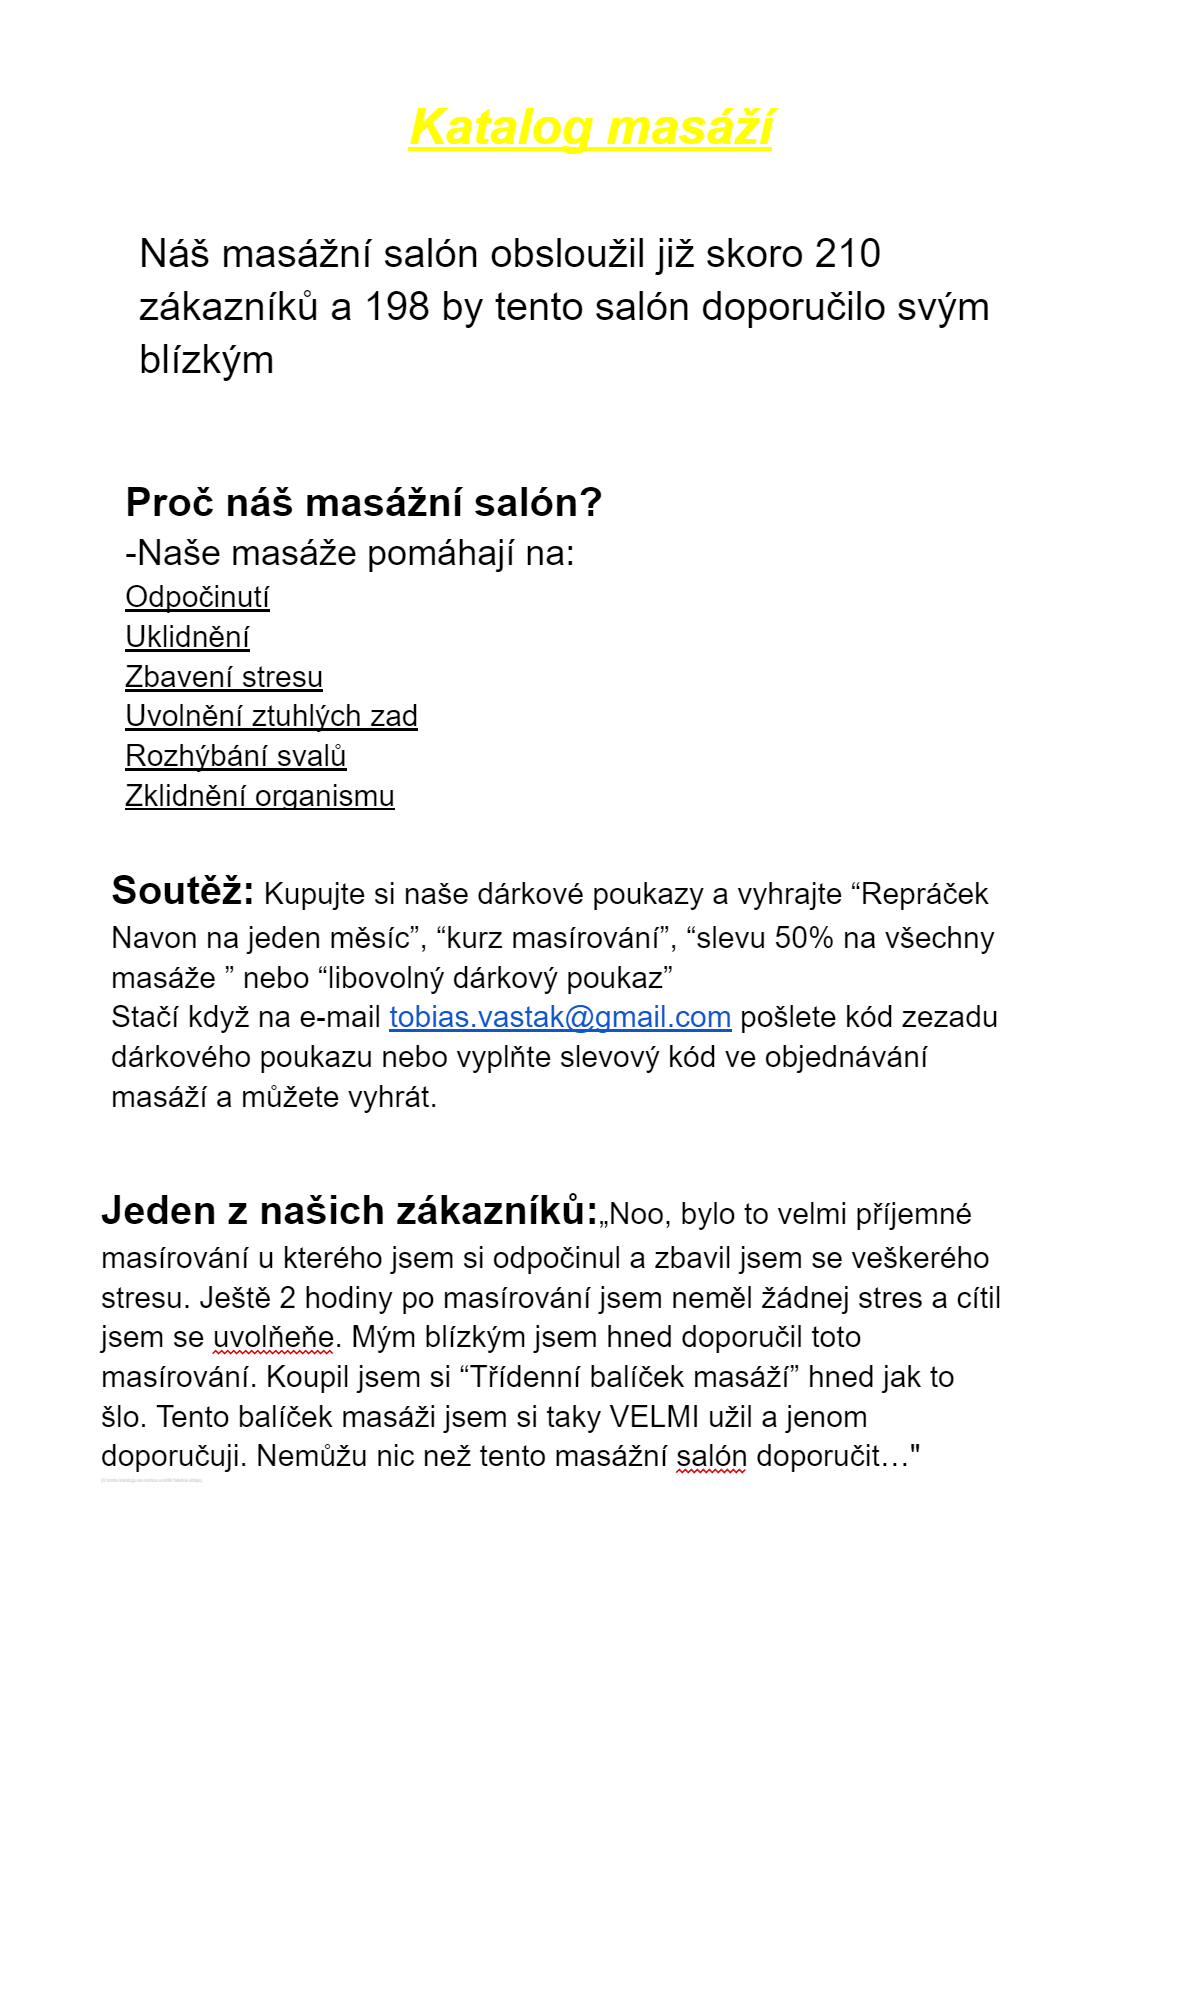 Katalog masáží
Náš masážní salón obsloužil již skoro 210
zákazníků a 198 by tento salón doporučilo svým
blízkým
Proč náš masážní salón?
-Naše masáže pomáhají na:
Odpočinutí
Uklidnění
Zbavení stresu
Uvolnění ztuhlých zad
Rozhýbání svalů
Zklidnění organismu
Soutěž: Kupujte si naše dárkové poukazy a vyhrajte “Repráček
Navon na jeden měsíc”, “kurz masírování”, “slevu 50% na všechny
masáže ” nebo “libovolný dárkový poukaz”
Stačí když na e-mail tobias.vastak@gmail.com pošlete kód zezadu
dárkového poukazu nebo vyplňte slevový kód ve objednávání
masáží a můžete vyhrát.
Jeden z našich zákazníků:„Noo, bylo to velmi příjemné
masírování u kterého jsem si odpočinul a zbavil jsem se veškerého
stresu. Ještě 2 hodiny po masírování jsem neměl žádnej stres a cítil
jsem se uvolňeňe. Mým blízkým jsem hned doporučil toto
masírování. Koupil jsem si “Třídenní balíček masáží” hned jak to
šlo. Tento balíček masáži jsem si taky VELMI užil a jenom
doporučuji. Nemůžu nic než tento masážní salón doporučit…"